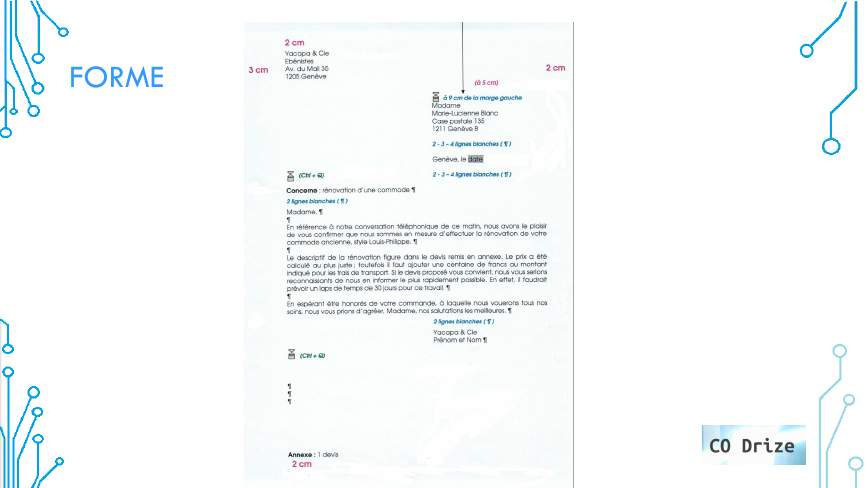 FORME
2 cm
3 cm
2 cm
Yacopa & Cie
Ebénistes
Av. du Mail 35
1205 Genève
(à 5 cm)
à 9 cm de la marge gauche
Madame
Marie-Lucienne Blanc
Case postale 135
1211 Genève 8
2 - 3 – 4 lignes blanches ( ¶ )
Genève, le date
(Ctrl + Q)
2 - 3 – 4 lignes blanches ( ¶ )
Concerne : rénovation d'une commode ¶
2 lignes blanches ( ¶ )
Madame, ¶
¶
En référence à notre conversation téléphonique de ce matin, nous avons le plaisir
de vous confirmer que nous sommes en mesure d'effectuer la rénovation de votre
commode ancienne, style Louis-Philippe. ¶
¶
Le descriptif de la rénovation figure dans le devis remis en annexe. Le prix a été
calculé au plus juste ; toutefois il faut ajouter une centaine de francs au montant
indiqué pour les frais de transport. Si le devis proposé vous convient, nous vous serions
reconnaissants de nous en informer le plus rapidement possible. En effet, il faudrait
prévoir un laps de temps de 30 jours pour ce travail. ¶
¶
En espérant être honorés de votre commande, à laquelle nous vouerons tous nos
soins, nous vous prions d'agréer, Madame, nos salutations les meilleures. ¶
2 lignes blanches ( ¶ )
Yacopa & Cie
Prénom et Nom ¶
(Ctrl + Q)
¶
¶
¶
Annexe : 1 devis
2 cm
CO Drize